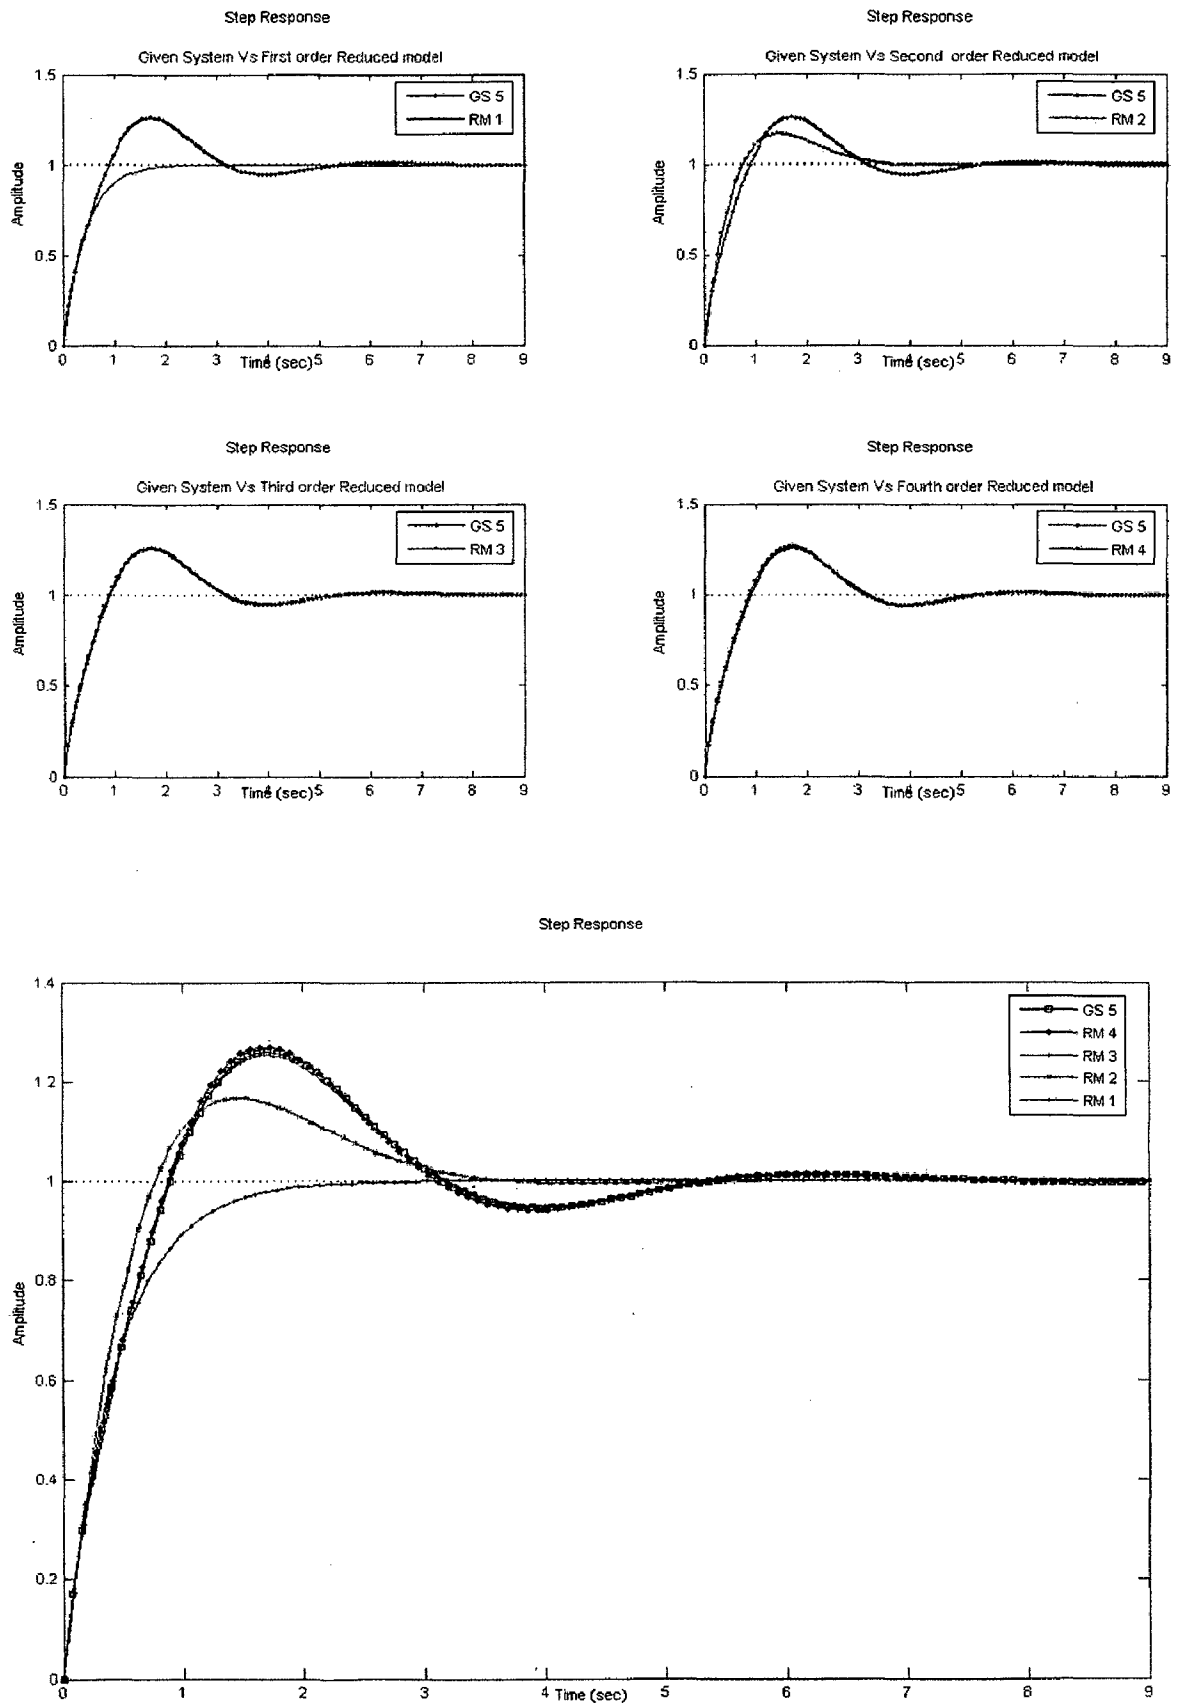 Step Response
Given System Vs First order Reduced model
1.5
1
0.5
0
Amplitude
GS 5
RM 1
0 1 2 3 4 5 6 7 8 9
Time (sec)
Step Response
Given System Vs Second order Reduced model
1.5
1
0.5
0
Amplitude
GS 5
RM 2
0 1 2 3 4 5 6 7 8 9
Time (sec)
Step Response
Given System Vs Third order Reduced model
1.5
1
0.5
0
Amplitude
GS 5
RM 3
0 1 2 3 4 5 6 7 8 9
Time (sec)
Step Response
Given System Vs Fourth order Reduced model
1.5
1
0.5
0
Amplitude
GS 5
RM 4
0 1 2 3 4 5 6 7 8 9
Time (sec)
Step Response
1.4
1.2
1
0.8
0.6
0.4
0.2
0
Amplitude
GS 5
RM 4
RM 3
RM 2
RM 1
0 1 2 3 4 5 6 7 8 9
Time (sec)